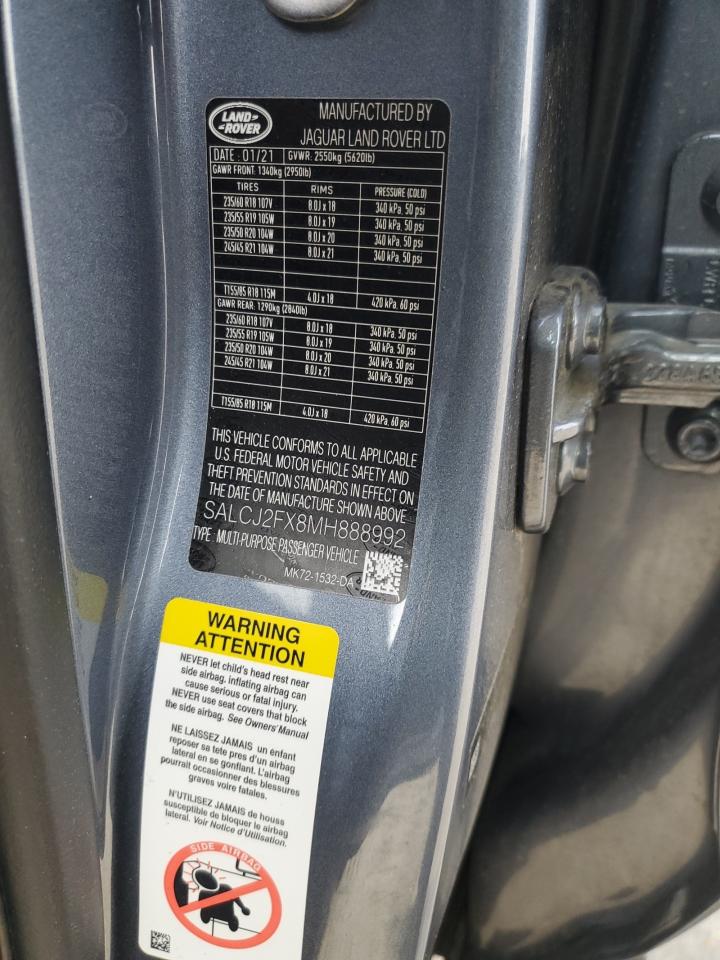 LAND ROVER
MANUFACTURED BY
JAGUAR LAND ROVER LTD
DATE : 01/21 GVWR: 2550kg (5620lb)
GAWR FRONT: 1340kg (2950lb)
TIRES RIMS PRESSURE (COLD)
235/60 R18 107V 8.0J x 18 340 kPa, 50 psi
235/55 R19 105W 8.0J x 19 340 kPa, 50 psi
235/50 R20 104W 8.0J x 20 340 kPa, 50 psi
245/45 R21 104W 8.0J x 21 340 kPa, 50 psi
T155/85 R18 115M 4.0J x 18 420 kPa, 60 psi
GAWR REAR: 1290kg (2840lb)
235/60 R18 107V 8.0J x 18 340 kPa, 50 psi
235/55 R19 105W 8.0J x 19 340 kPa, 50 psi
235/50 R20 104W 8.0J x 20 340 kPa, 50 psi
245/45 R21 104W 8.0J x 21 340 kPa, 50 psi
T155/85 R18 115M 4.0J x 18 420 kPa, 60 psi
THIS VEHICLE CONFORMS TO ALL APPLICABLE
U.S. FEDERAL MOTOR VEHICLE SAFETY AND
THEFT PREVENTION STANDARDS IN EFFECT ON
THE DATE OF MANUFACTURE SHOWN ABOVE
SALCJ2FX8MH888992
TYPE : MULTI-PURPOSE PASSENGER VEHICLE
MK72-1532-DA
WARNING
ATTENTION
NEVER let child's head rest near
side airbag. inflating airbag can
cause serious or fatal injury.
NEVER use seat covers that block
the side airbag. See Owners Manual
NE LAISSEZ JAMAIS un enfant
reposer sa tete pres d'un airbag
lateral en se gonflant. L'airbag
pourrait occasionner des blessures
graves voire fatales.
N'UTILISEZ JAMAIS de houss
susceptible de bloquer le airbag
lateral. Voir Notice d'Utilisation.
SIDE AIRBAG